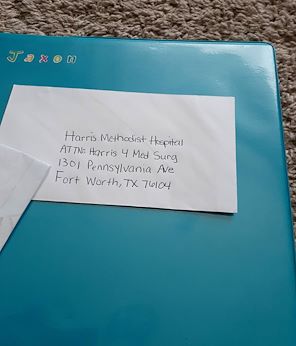 Jaxon
Harris Methodist Hospital
ATTN: Harris 4 Med Surg
1301 Pennsylvania Ave
Fort Worth, TX 76104